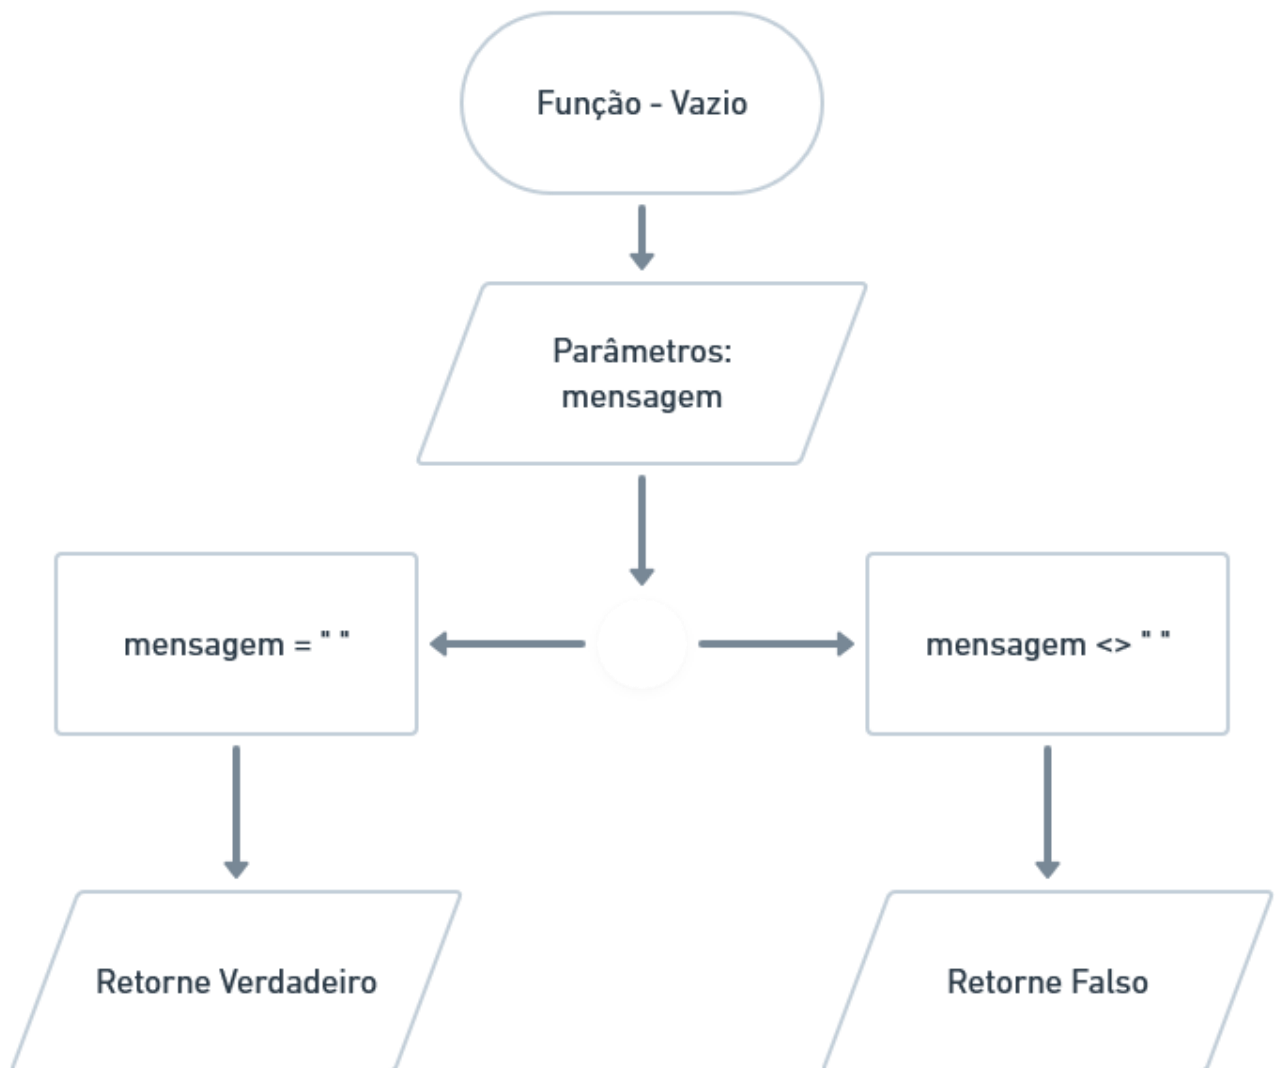 Função - Vazio
Parâmetros:
mensagem
mensagem = " "
mensagem <> " "
Retorne Verdadeiro
Retorne Falso